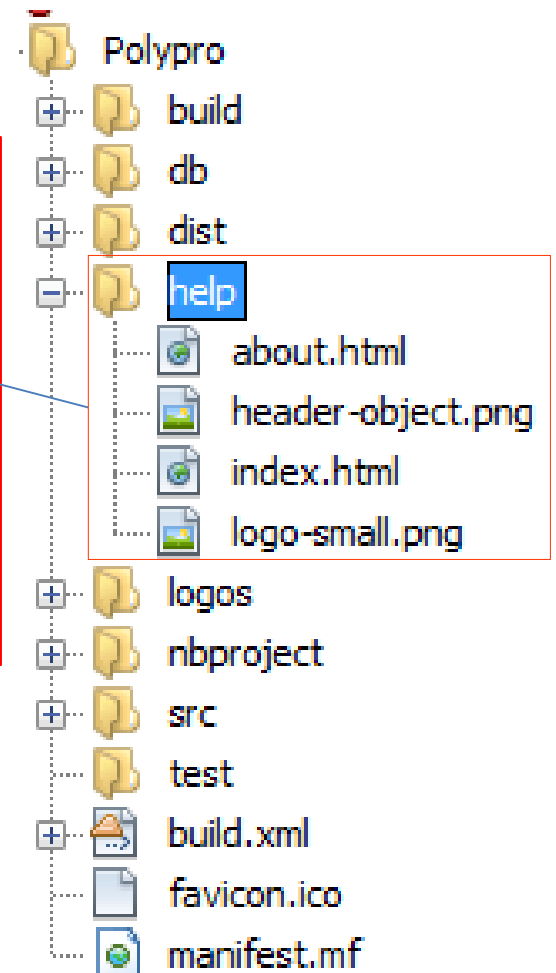 Polypro
build
db
dist
help
about.html
header-object.png
index.html
logo-small.png
logos
nbproject
src
test
build.xml
favicon.ico
manifest.mf